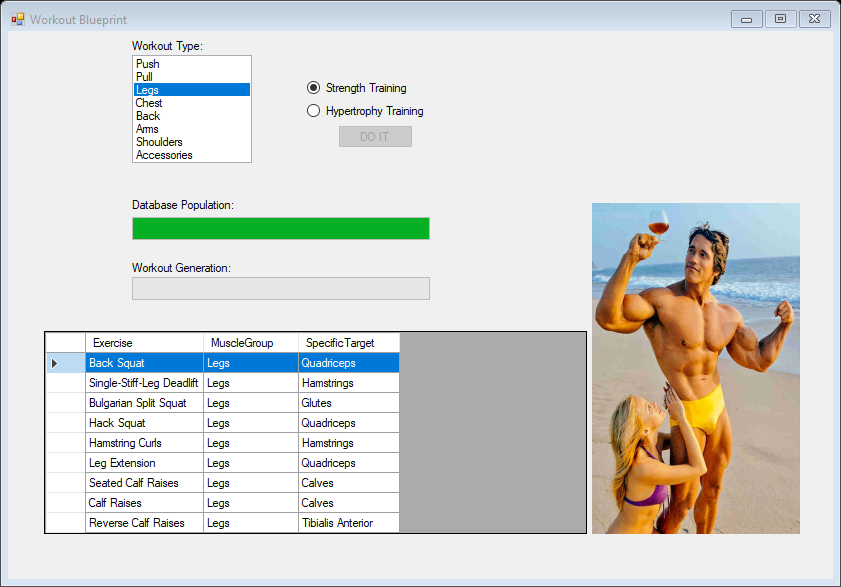 Workout Blueprint
Workout Type:
Push
Pull
Legs
Chest
Back
Arms
Shoulders
Accessories
Strength Training
Hypertrophy Training
DO IT
Database Population:
Workout Generation:
Exercise MuscleGroup SpecificTarget
Back Squat Legs Quadriceps
Single-Stiff-Leg Deadlift Legs Hamstrings
Bulgarian Split Squat Legs Glutes
Hack Squat Legs Quadriceps
Hamstring Curls Legs Hamstrings
Leg Extension Legs Quadriceps
Seated Calf Raises Legs Calves
Calf Raises Legs Calves
Reverse Calf Raises Legs Tibialis Anterior